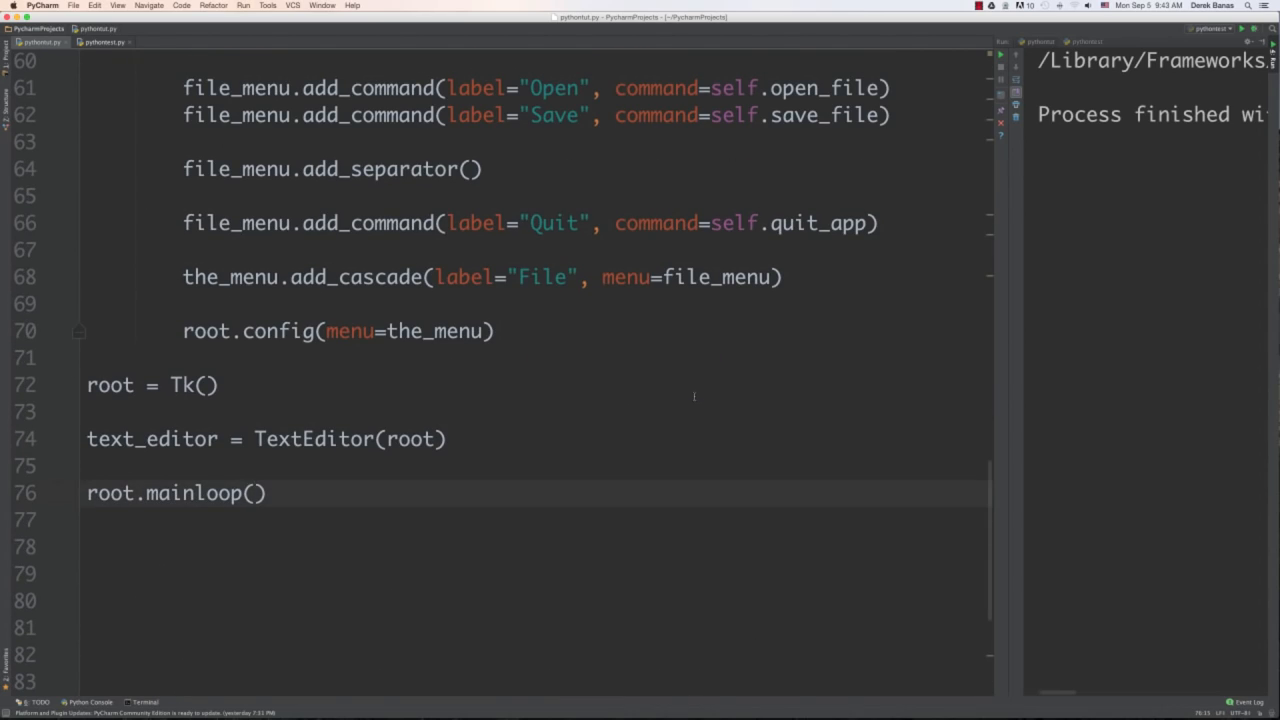 PyCharm File Edit View Navigate Code Refactor Run Tools VCS Window Help 10 Mon Sep 5 9:43 AM Derek Banas
pythontut.py - PycharmProjects - [~/PycharmProjects]
PycharmProjects pythontut.py pythontest
pythontut.py pythontest.py Run: pythontut pythontest
60
61 file_menu.add_command(label="Open", command=self.open_file)
62 file_menu.add_command(label="Save", command=self.save_file)
63
64 file_menu.add_separator()
65
66 file_menu.add_command(label="Quit", command=self.quit_app)
67
68 the_menu.add_cascade(label="File", menu=file_menu)
69
70 root.config(menu=the_menu)
71
72 root = Tk()
73
74 text_editor = TextEditor(root)
75
76 root.mainloop()
77
78
79
80
81
82
83
/Library/Frameworks
Process finished wi
1: Project
7: Structure
2: Favorites
Run
6: TODO Python Console Terminal Event Log
Platform and Plugin Updates: PyCharm Community Edition is ready to update. (yesterday 7:51 PM) 76:15 UTF-8